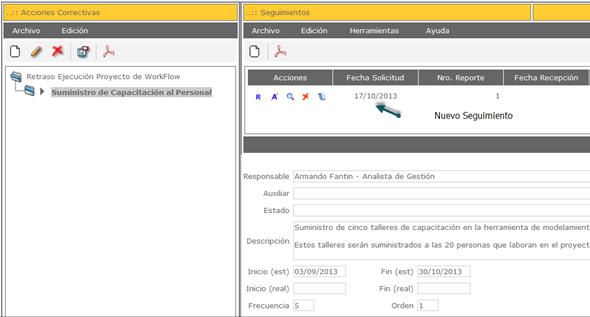 ..:: Acciones Correctivas
Archivo Edición
Retraso Ejecución Proyecto de WorkFlow
Suministro de Capacitación al Personal
..:: Seguimientos
Archivo Edición Herramientas Ayuda
Acciones Fecha Solicitud Nro. Reporte Fecha Recepción
R A 17/10/2013 1
Nuevo Seguimiento
Responsable Armando Fantin - Analista de Gestión
Auxiliar
Estado
Suministro de cinco talleres de capacitación en la herramienta de modelamient
Descripción
Estos talleres serán suministrados a las 20 personas que laboran en el proyect
Inicio (est) 03/09/2013 Fin (est) 30/10/2013
Inicio (real) Fin (real)
Frecuencia 5 Orden 1